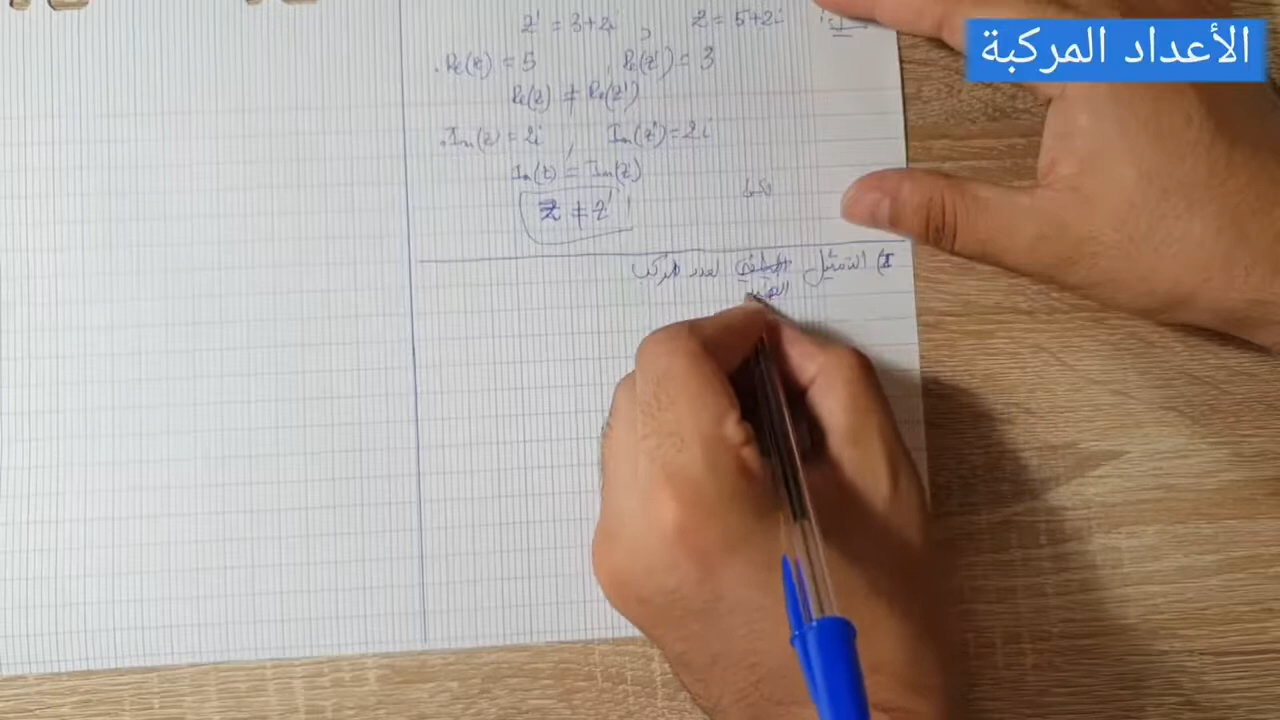 الأعداد المركبة
z' = 3+2i , z = 5+2i
. Re(z) = 5 , Re(z') = 3
Re(z) ≠ Re(z')
. Im(z) = 2i , Im(z') = 2i
Im(z) = Im(z)
z ≠ z'
II) التمثيل لعدد مركب